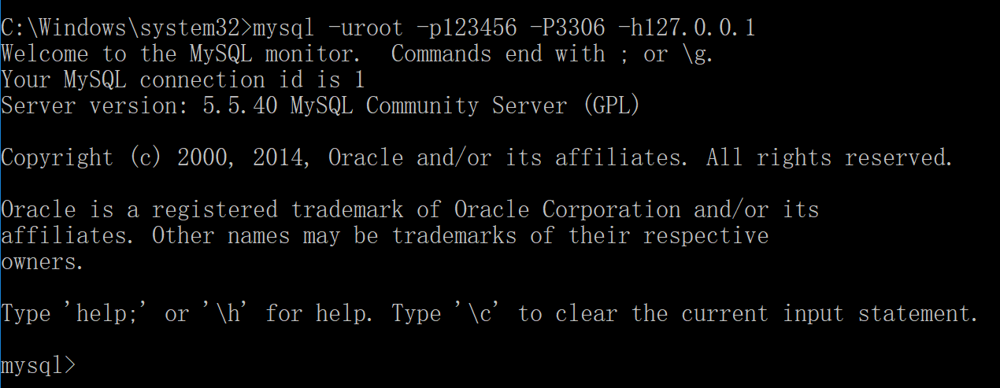 C:\Windows\system32>mysql -uroot -p123456 -P3306 -h127.0.0.1
Welcome to the MySQL monitor.  Commands end with ; or \g.
Your MySQL connection id is 1
Server version: 5.5.40 MySQL Community Server (GPL)
Copyright (c) 2000, 2014, Oracle and/or its affiliates. All rights reserved.
Oracle is a registered trademark of Oracle Corporation and/or its
affiliates. Other names may be trademarks of their respective
owners.
Type 'help;' or '\h' for help. Type '\c' to clear the current input statement.
mysql>